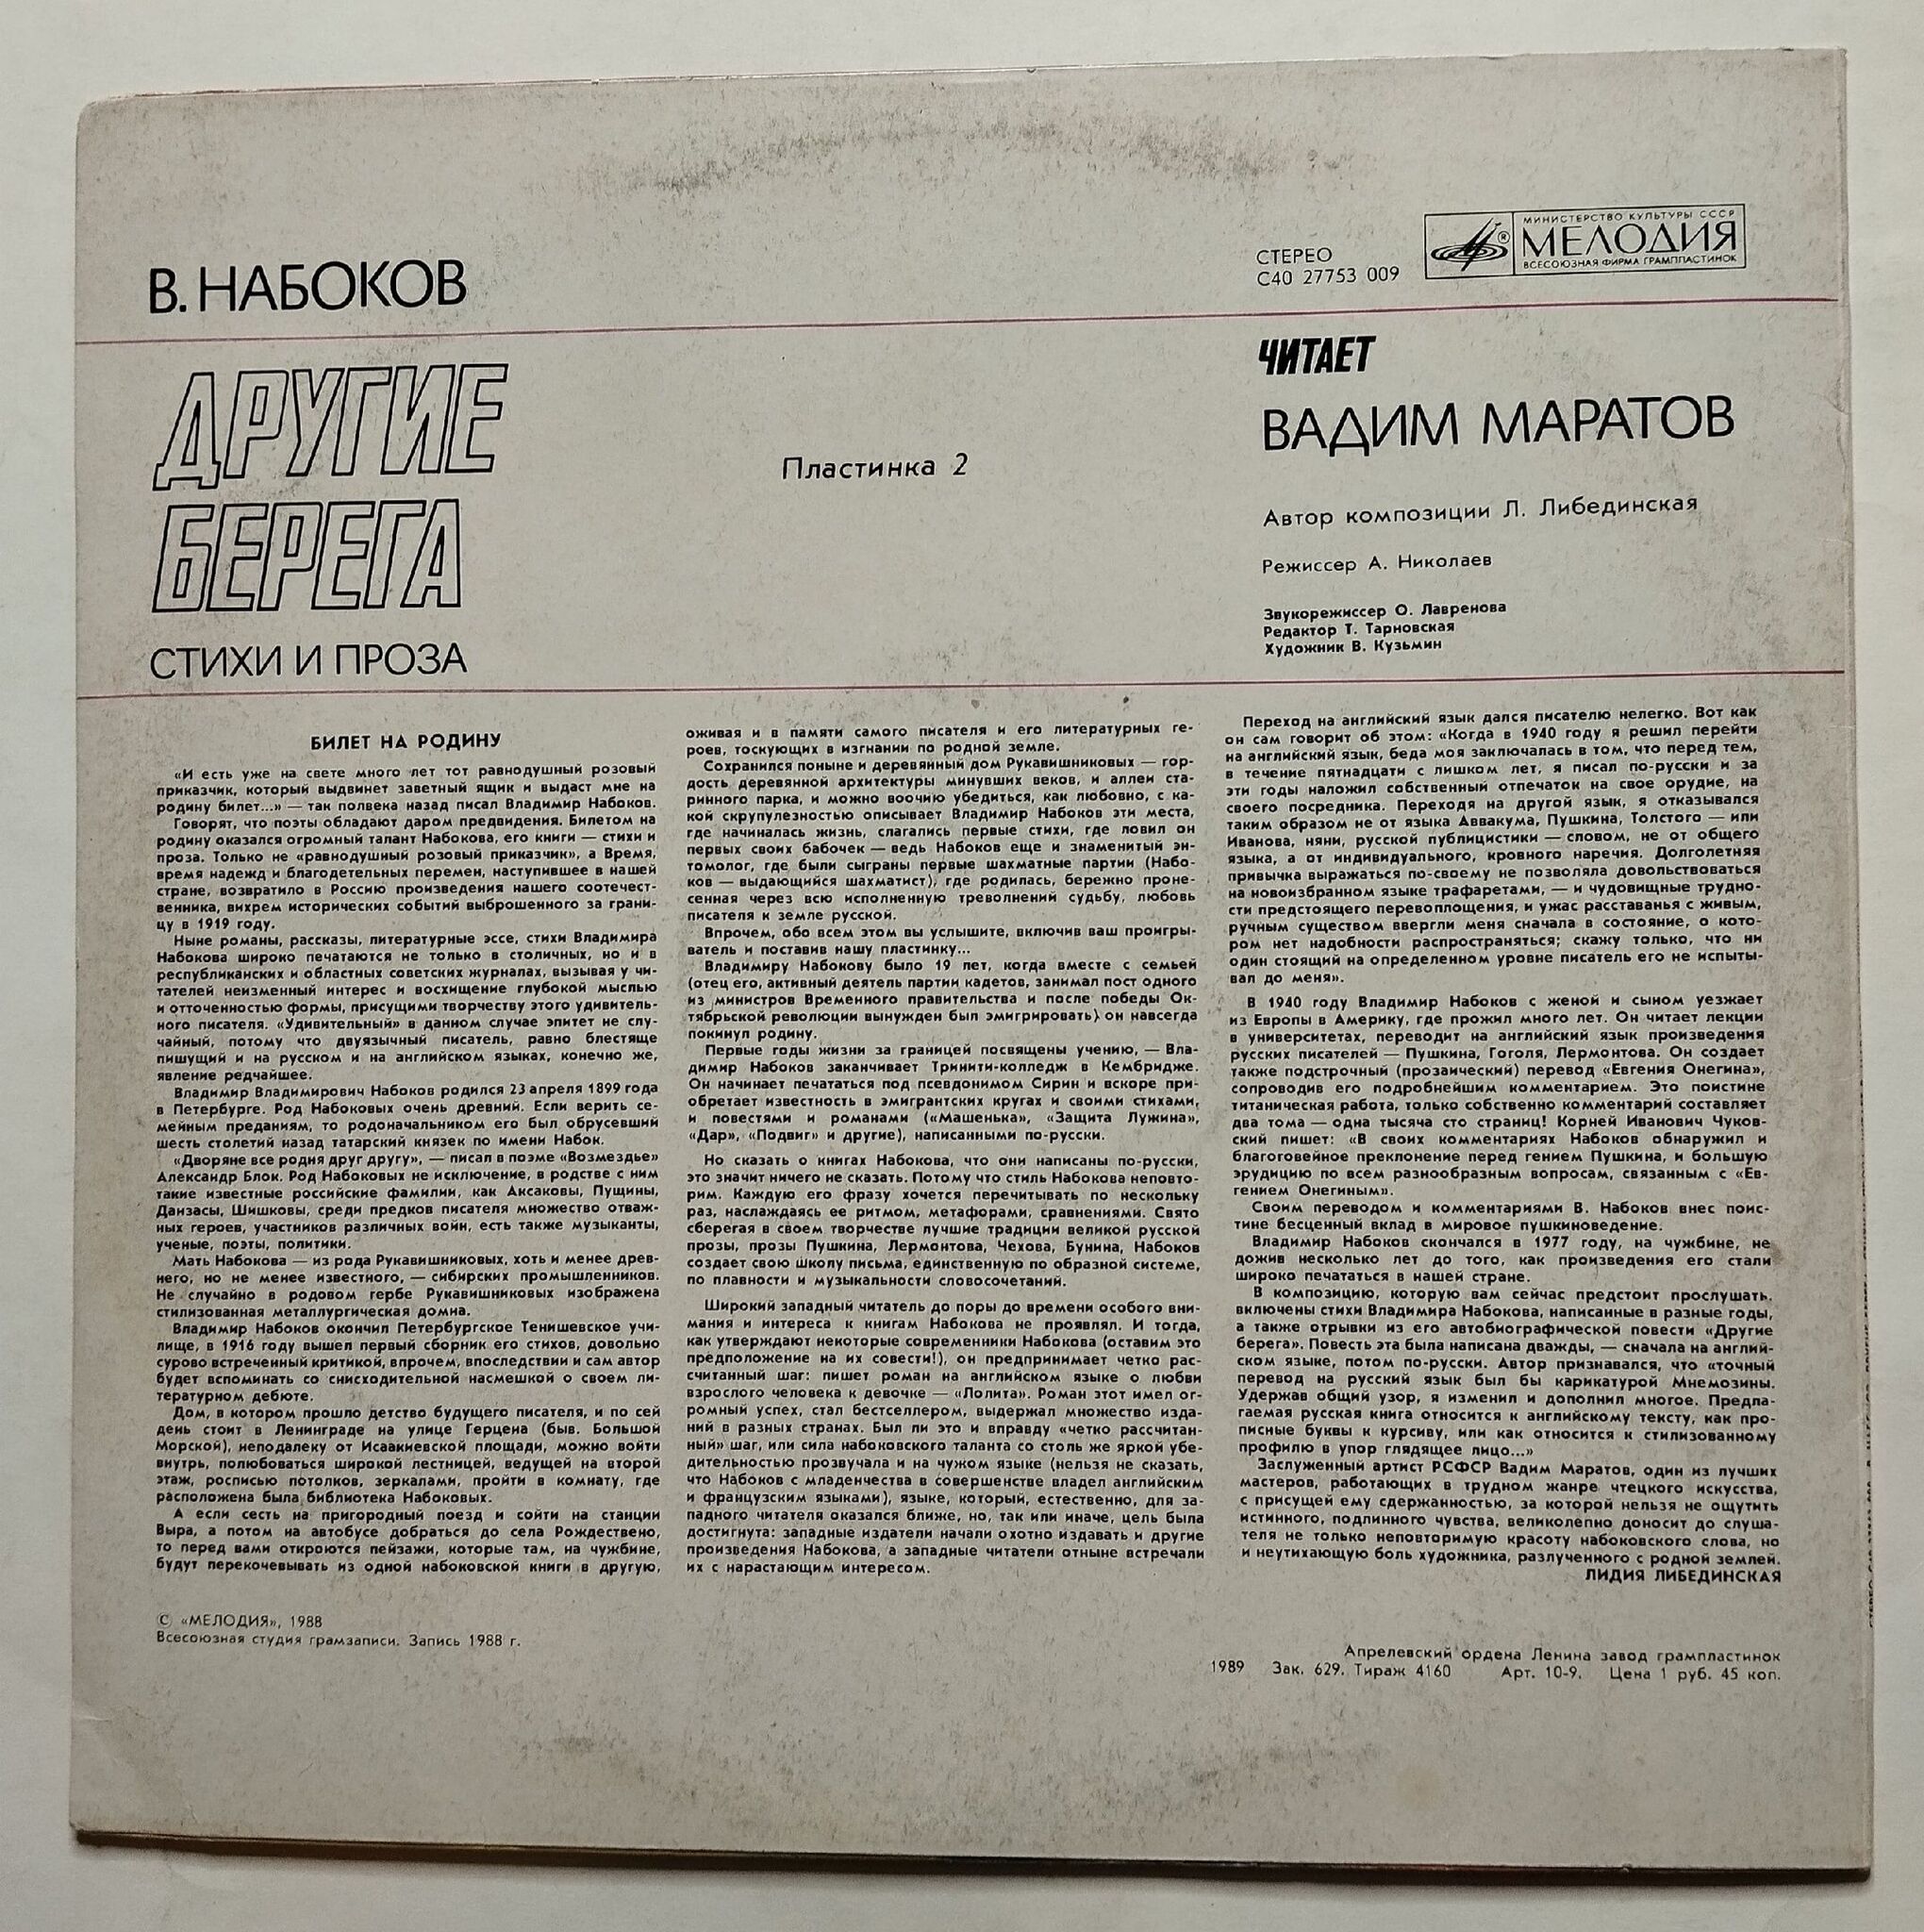 В. НАБОКОВ
СТЕРЕО
С40 27753 009
МИНИСТЕРСТВО КУЛЬТУРЫ СССР
МЕЛОДИЯ
ВСЕСОЮЗНАЯ ФИРМА ГРАМПЛАСТИНОК
ДРУГИЕ
БЕРЕГА
СТИХИ И ПРОЗА
Пластинка 2
ЧИТАЕТ
ВАДИМ МАРАТОВ
Автор композиции Л. Либединская
Режиссер А. Николаев
Звукорежиссер О. Лавренова
Редактор Т. Тарновская
Художник В. Кузьмин
БИЛЕТ НА РОДИНУ
«И есть уже на свете много лет тот равнодушный розовый
приказчик, который выдвинет заветный ящик и выдаст мне на
родину билет...» — так полвека назад писал Владимир Набоков.
Говорят, что поэты обладают даром предвидения. Билетом на
родину оказался огромный талант Набокова, его книги — стихи и
проза. Только не «равнодушный розовый приказчик», а Время,
время надежд и благодетельных перемен, наступившее в нашей
стране, возвратило в Россию произведения нашего соотечест-
венника, вихрем исторических событий выброшенного за грани-
цу в 1919 году.
Ныне романы, рассказы, литературные эссе, стихи Владимира
Набокова широко печатаются не только в столичных, но и в
республиканских и областных советских журналах, вызывая у чи-
тателей неизменный интерес и восхищение глубокой мыслью
и отточенностью формы, присущими творчеству этого удивитель-
ного писателя. «Удивительный» в данном случае эпитет не слу-
чайный, потому что двуязычный писатель, равно блестяще
пишущий и на русском и на английском языках, конечно же,
явление редчайшее.
Владимир Владимирович Набоков родился 23 апреля 1899 года
в Петербурге. Род Набоковых очень древний. Если верить се-
мейным преданиям, то родоначальником его был обрусевший
шесть столетий назад татарский князек по имени Набок.
«Дворяне все родня друг другу», — писал в поэме «Возмездье»
Александр Блок. Род Набоковых не исключение, в родстве с ним
такие известные российские фамилии, как Аксаковы, Пущины,
Данзасы, Шишковы, среди предков писателя множество отваж-
ных героев, участников различных войн, есть также музыканты,
ученые, поэты, политики.
Мать Набокова — из рода Рукавишниковых, хоть и менее древ-
него, но не менее известного, — сибирских промышленников.
Не случайно в родовом гербе Рукавишниковых изображена
стилизованная металлургическая домна.
Владимир Набоков окончил Петербургское Тенишевское учи-
лище, в 1916 году вышел первый сборник его стихов, довольно
сурово встреченный критикой, впрочем, впоследствии и сам автор
будет вспоминать со снисходительной насмешкой о своем ли-
тературном дебюте.
Дом, в котором прошло детство будущего писателя, и по сей
день стоит в Ленинграде на улице Герцена (быв. Большой
Морской), неподалеку от Исаакиевской площади, можно войти
внутрь, полюбоваться широкой лестницей, ведущей на второй
этаж, росписью потолков, зеркалами, пройти в комнату, где
расположена была библиотека Набоковых.
А если сесть на пригородный поезд и сойти на станции
Выра, а потом на автобусе добраться до села Рождествено,
то перед вами откроются пейзажи, которые там, на чужбине,
будут перекочевывать из одной набоковской книги в другую,
оживая и в памяти самого писателя и его литературных ге-
роев, тоскующих в изгнании по родной земле.
Сохранился поныне и деревянный дом Рукавишниковых — гор-
дость деревянной архитектуры минувших веков, и аллеи ста-
ринного парка, и можно воочию убедиться, как любовно, с ка-
кой скрупулезностью описывает Владимир Набоков эти места,
где начиналась жизнь, слагались первые стихи, где ловил он
первых своих бабочек — ведь Набоков еще и знаменитый эн-
томолог, где были сыграны первые шахматные партии (Набо-
ков — выдающийся шахматист), где родилась, бережно проне-
сенная через всю исполненную треволнений судьбу, любовь
писателя к земле русской.
Впрочем, обо всем этом вы услышите, включив ваш проигры-
ватель и поставив нашу пластинку...
Владимиру Набокову было 19 лет, когда вместе с семьей
(отец его, активный деятель партии кадетов, занимал пост одного
из министров Временного правительства и после победы Ок-
тябрьской революции вынужден был эмигрировать) он навсегда
покинул родину.
Первые годы жизни за границей посвящены учению, — Вла-
димир Набоков заканчивает Тринити-колледж в Кембридже.
Он начинает печататься под псевдонимом Сирин и вскоре при-
обретает известность в эмигрантских кругах и своими стихами,
и повестями и романами («Машенька», «Защита Лужина»,
«Дар», «Подвиг» и другие), написанными по-русски.
Но сказать о книгах Набокова, что они написаны по-русски,
это значит ничего не сказать. Потому что стиль Набокова неповто-
рим. Каждую его фразу хочется перечитывать по нескольку
раз, наслаждаясь ее ритмом, метафорами, сравнениями. Свято
сберегая в своем творчестве лучшие традиции великой русской
прозы, прозы Пушкина, Лермонтова, Чехова, Бунина, Набоков
создает свою школу письма, единственную по образной системе,
по плавности и музыкальности словосочетаний.
Широкий западный читатель до поры до времени особого вни-
мания и интереса к книгам Набокова не проявлял. И тогда,
как утверждают некоторые современники Набокова (оставим это
предположение на их совести!), он предпринимает четко рас-
считанный шаг: пишет роман на английском языке о любви
взрослого человека к девочке — «Лолита». Роман этот имел ог-
ромный успех, стал бестселлером, выдержал множество изда-
ний в разных странах. Был ли это и вправду «четко рассчитан-
ный» шаг, или сила набоковского таланта со столь же яркой убе-
дительностью прозвучала и на чужом языке (нельзя не сказать,
что Набоков с младенчества в совершенстве владел английским
и французским языками), языке, который, естественно, для за-
падного читателя оказался ближе, но, так или иначе, цель была
достигнута: западные издатели начали охотно издавать и другие
произведения Набокова, а западные читатели отныне встречали
их с нарастающим интересом.
Переход на английский язык дался писателю нелегко. Вот как
он сам говорит об этом: «Когда в 1940 году я решил перейти
на английский язык, беда моя заключалась в том, что перед тем,
в течение пятнадцати с лишком лет, я писал по-русски и за
эти годы наложил собственный отпечаток на свое орудие, на
своего посредника. Переходя на другой язык, я отказывался
таким образом не от языка Аввакума, Пушкина, Толстого — или
Иванова, няни, русской публицистики — словом, не от общего
языка, а от индивидуального, кровного наречия. Долголетняя
привычка выражаться по-своему не позволяла довольствоваться
на новоизбранном языке трафаретами, — и чудовищные трудно-
сти предстоящего перевоплощения, и ужас расставанья с живым,
ручным существом ввергли меня сначала в состояние, о кото-
ром нет надобности распространяться; скажу только, что ни
один стоящий на определенном уровне писатель его не испыты-
вал до меня».
В 1940 году Владимир Набоков с женой и сыном уезжает
из Европы в Америку, где прожил много лет. Он читает лекции
в университетах, переводит на английский язык произведения
русских писателей — Пушкина, Гоголя, Лермонтова. Он создает
также подстрочный (прозаический) перевод «Евгения Онегина»,
сопроводив его подробнейшим комментарием. Это поистине
титаническая работа, только собственно комментарий составляет
два тома — одна тысяча сто страниц! Корней Иванович Чуков-
ский пишет: «В своих комментариях Набоков обнаружил и
благоговейное преклонение перед гением Пушкина, и большую
эрудицию по всем разнообразным вопросам, связанным с «Ев-
гением Онегиным».
Своим переводом и комментариями В. Набоков внес поис-
тине бесценный вклад в мировое пушкиноведение.
Владимир Набоков скончался в 1977 году, на чужбине, не
дожив несколько лет до того, как произведения его стали
широко печататься в нашей стране.
В композицию, которую вам сейчас предстоит прослушать,
включены стихи Владимира Набокова, написанные в разные годы,
а также отрывки из его автобиографической повести «Другие
берега». Повесть эта была написана дважды, — сначала на англий-
ском языке, потом по-русски. Автор признавался, что «точный
перевод на русский язык был бы карикатурой Мнемозины.
Удержав общий узор, я изменил и дополнил многое. Предла-
гаемая русская книга относится к английскому тексту, как про-
писные буквы к курсиву, или как относится к стилизованному
профилю в упор глядящее лицо...»
Заслуженный артист РСФСР Вадим Маратов, один из лучших
мастеров, работающих в трудном жанре чтецкого искусства,
с присущей ему сдержанностью, за которой нельзя не ощутить
истинного, подлинного чувства, великолепно доносит до слуша-
теля не только неповторимую красоту набоковского слова, но
и неутихающую боль художника, разлученного с родной землей.
ЛИДИЯ ЛИБЕДИНСКАЯ
© «МЕЛОДИЯ», 1988
Всесоюзная студия грамзаписи. Запись 1988 г.
Апрелевский ордена Ленина завод грампластинок
1989 Зак. 629. Тираж 4160 Арт. 10-9. Цена 1 руб. 45 коп.